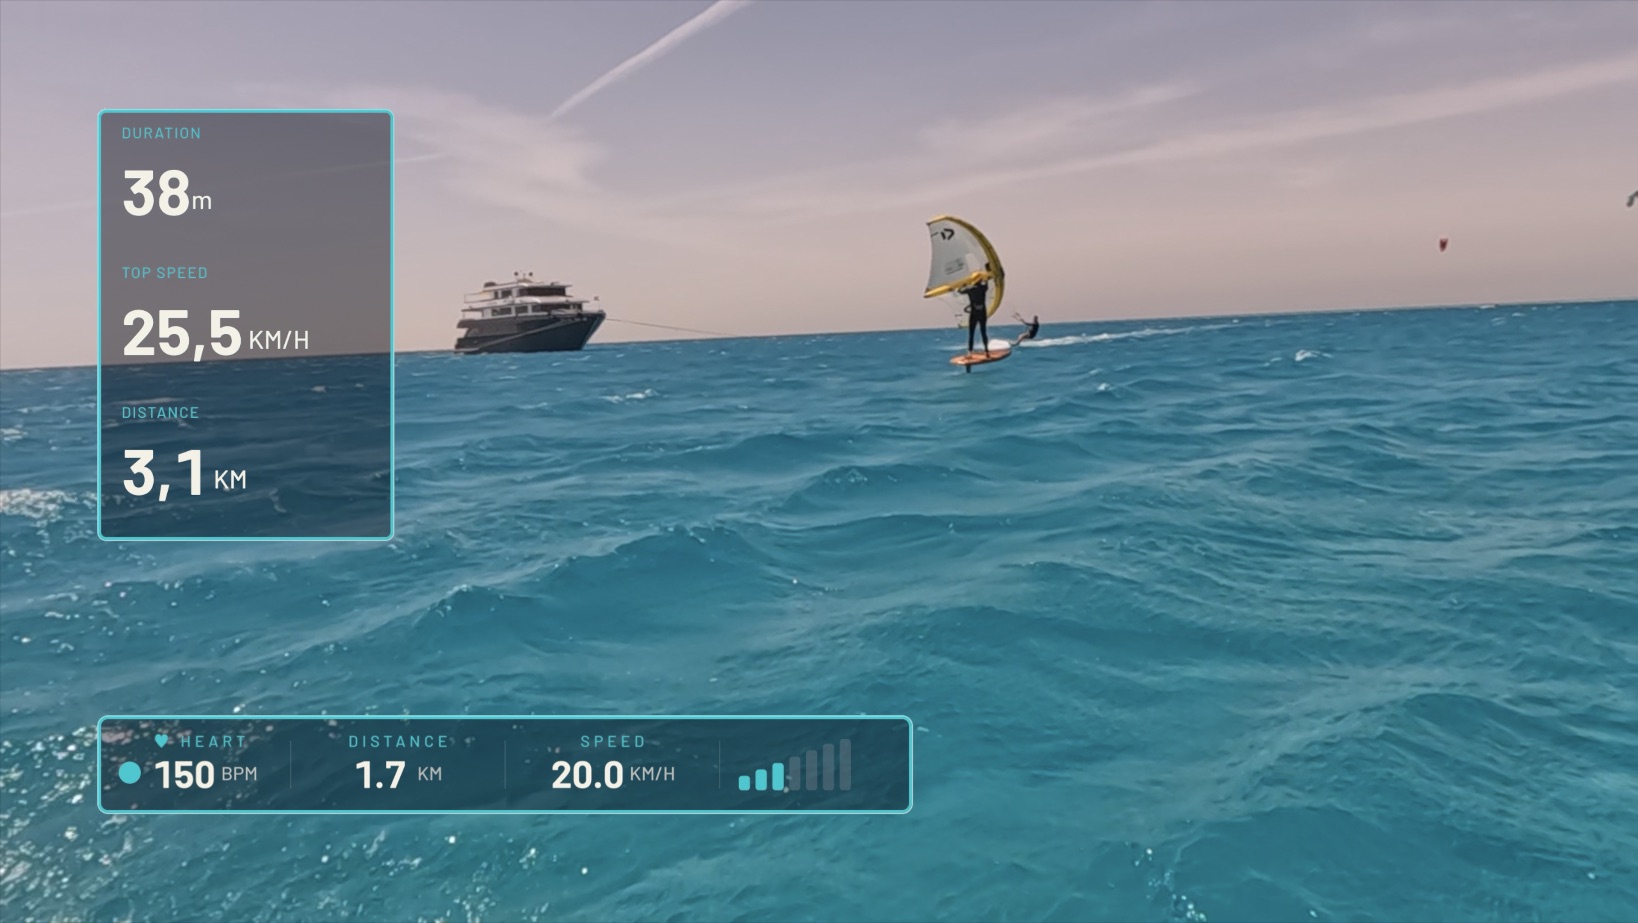 DURATION
38m
TOP SPEED
25,5 KM/H
DISTANCE
3,1 KM
♥ HEART DISTANCE SPEED
150 BPM 1.7 KM 20.0 KM/H